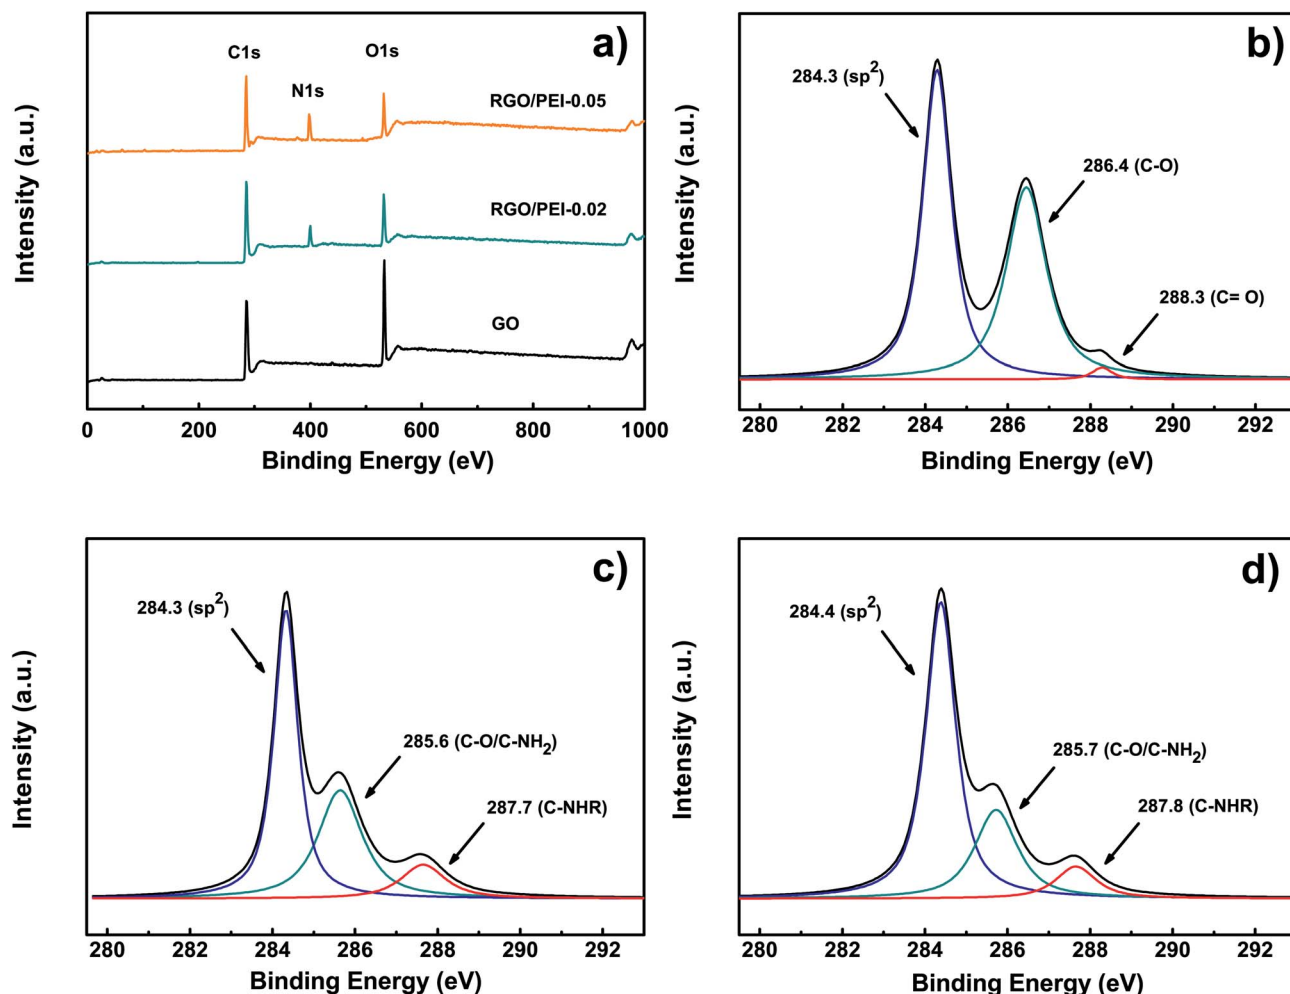 a)
C1s
O1s
N1s
RGO/PEI-0.05
RGO/PEI-0.02
GO
Intensity (a.u.)
0 200 400 600 800 1000
Binding Energy (eV)
b)
284.3 (sp²)
286.4 (C-O)
288.3 (C= O)
Intensity (a.u.)
280 282 284 286 288 290 292
Binding Energy (eV)
c)
284.3 (sp²)
285.6 (C-O/C-NH₂)
287.7 (C-NHR)
Intensity (a.u.)
280 282 284 286 288 290 292
Binding Energy (eV)
d)
284.4 (sp²)
285.7 (C-O/C-NH₂)
287.8 (C-NHR)
Intensity (a.u.)
280 282 284 286 288 290 292
Binding Energy (eV)